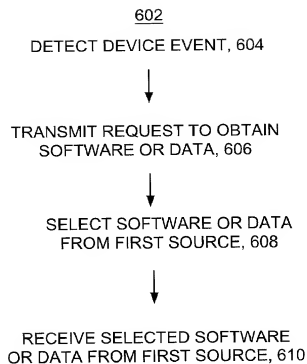 602
DETECT DEVICE EVENT, 604
TRANSMIT REQUEST TO OBTAIN
SOFTWARE OR DATA, 606
SELECT SOFTWARE OR DATA
FROM FIRST SOURCE, 608
RECEIVE SELECTED SOFTWARE
OR DATA FROM FIRST SOURCE, 610